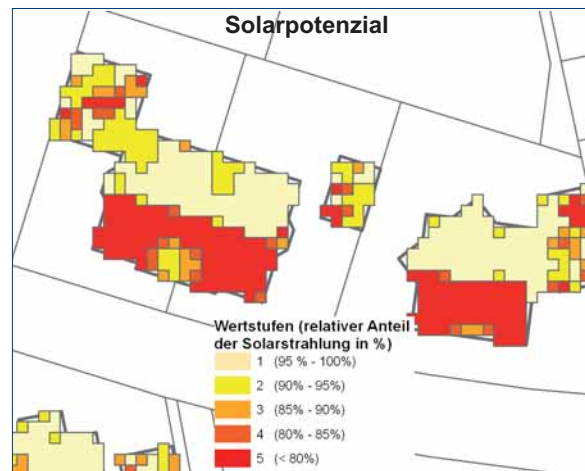 Solarpotenzial
Wertstufen (relativer Anteil
der Solarstrahlung in %)
1 (95 % - 100%)
2 (90% - 95%)
3 (85% - 90%)
4 (80% - 85%)
5 (< 80%)